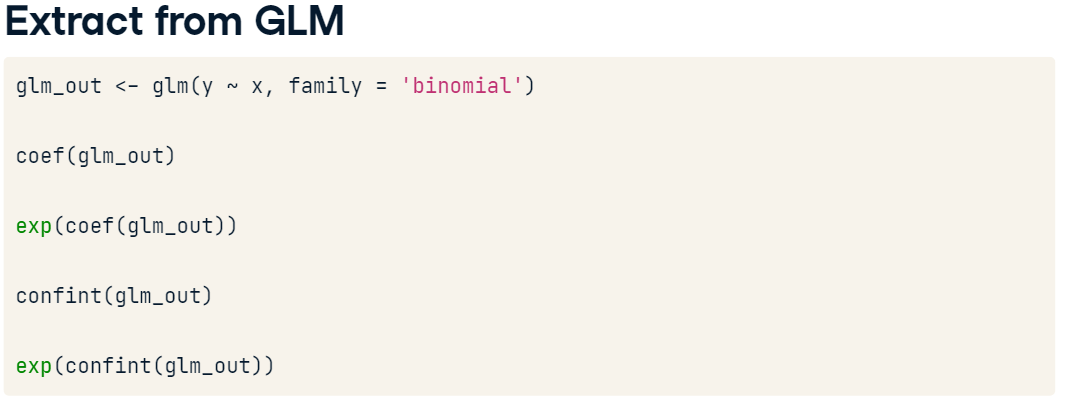 Extract from GLM
glm_out <- glm(y ~ x, family = 'binomial')
coef(glm_out)
exp(coef(glm_out))
confint(glm_out)
exp(confint(glm_out))